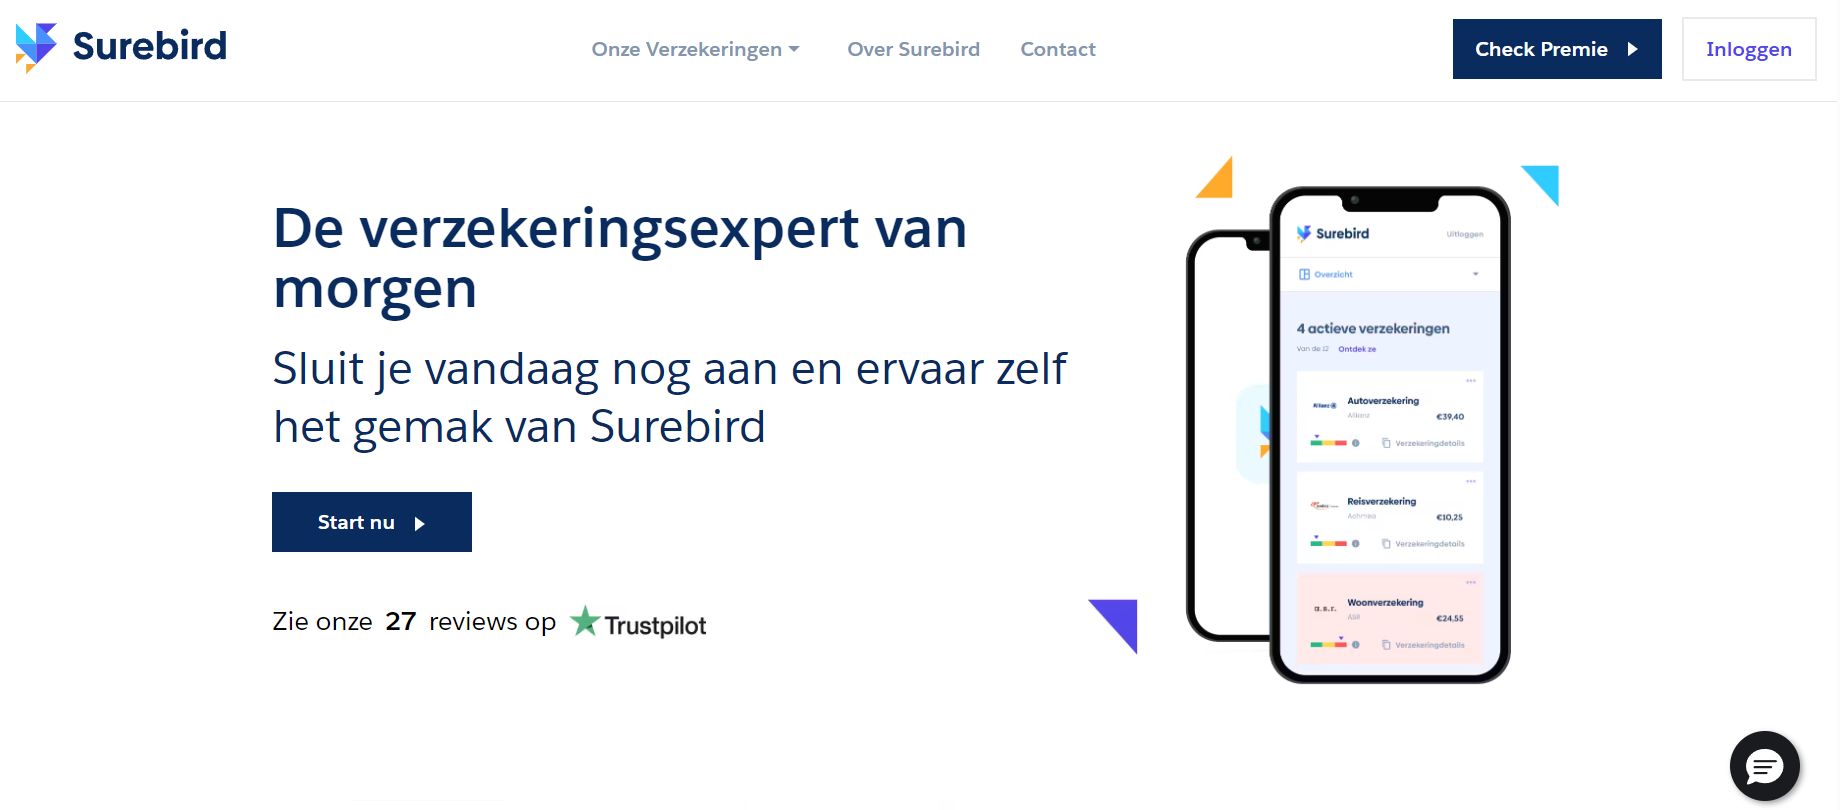 Surebird
Onze Verzekeringen
Over Surebird
Contact
Check Premie
Inloggen
De verzekeringsexpert van
morgen
Sluit je vandaag nog aan en ervaar zelf
het gemak van Surebird
Start nu
Zie onze 27 reviews op Trustpilot
Surebird
Uitloggen
Overzicht
4 actieve verzekeringen
Van de 12 Ontdek ze
Allianz
Autoverzekering
Allianz
€39,40
Verzekeringdetails
Reisverzekering
Achmea
€10,25
Verzekeringdetails
a.s.r.
Woonverzekering
ASR
€24,55
Verzekeringdetails